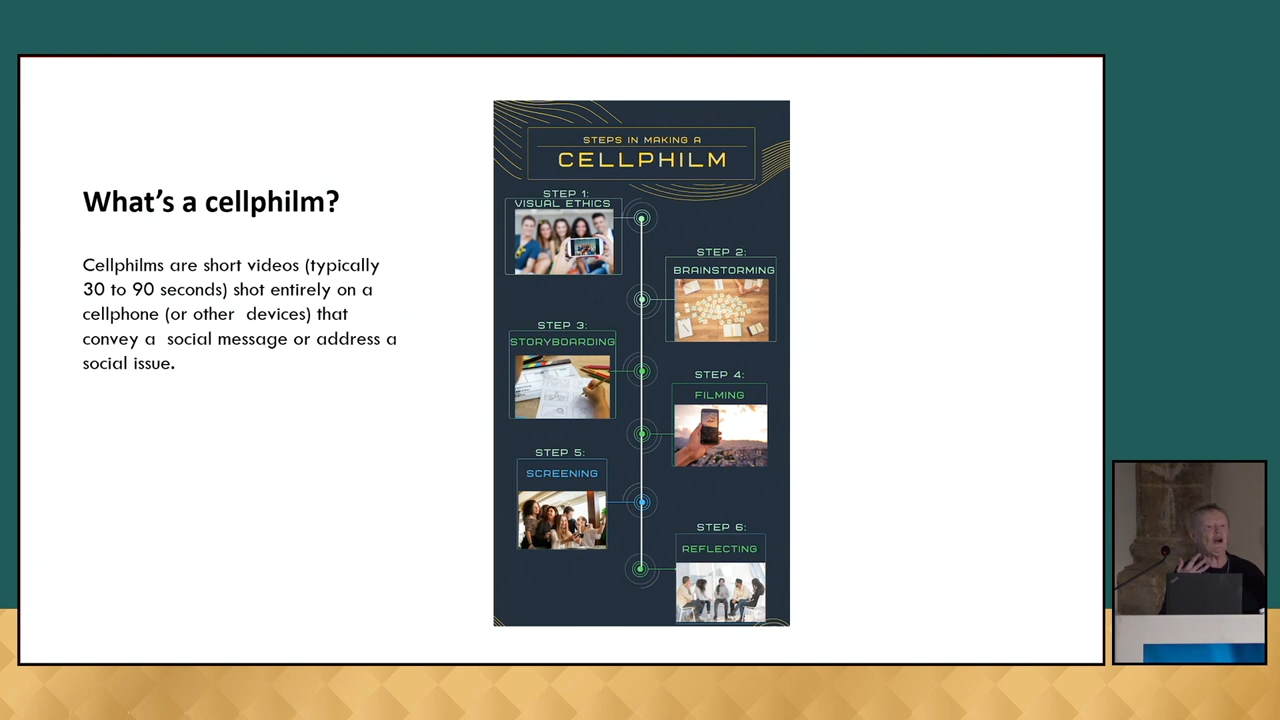 What's a cellphilm?
Cellphilms are short videos (typically
30 to 90 seconds) shot entirely on a
cellphone (or other  devices) that
convey a  social message or address a
social issue.
STEPS IN MAKING A
CELLPHILM
STEP 1:
VISUAL ETHICS
STEP 2:
BRAINSTORMING
STEP 3:
STORYBOARDING
STEP 4:
FILMING
STEP 5:
SCREENING
STEP 6:
REFLECTING